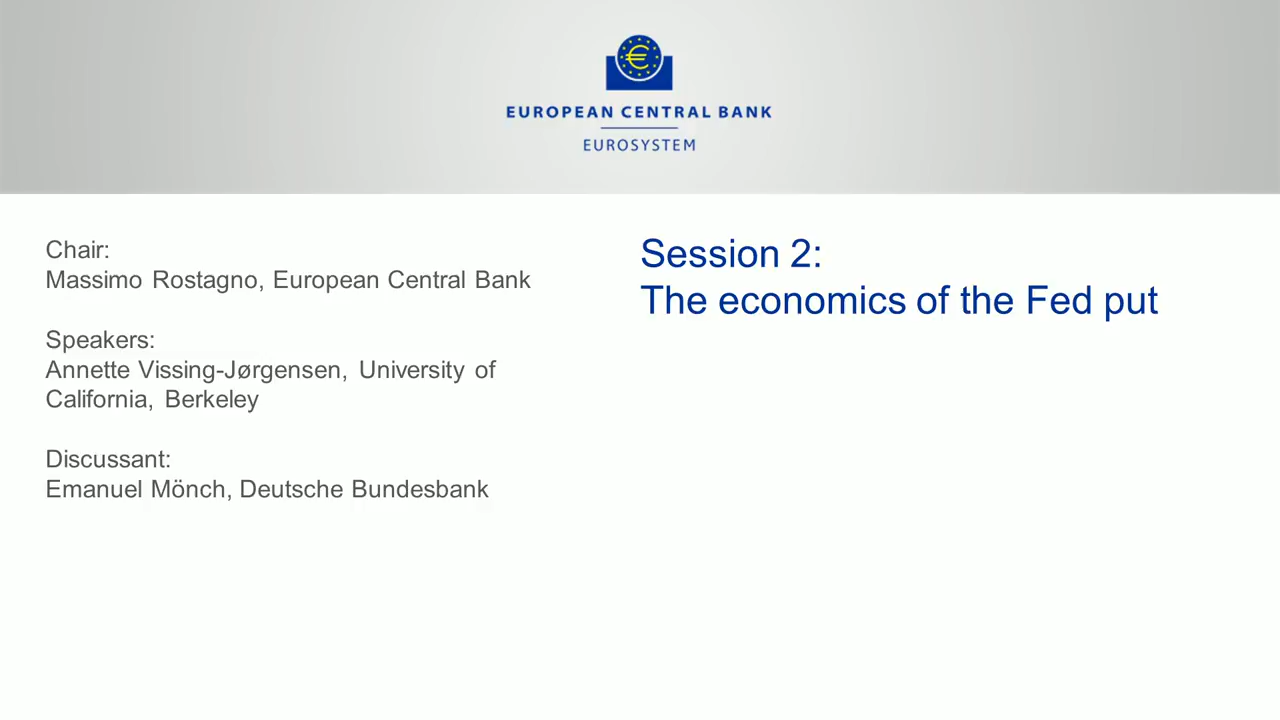 €
EUROPEAN CENTRAL BANK
EUROSYSTEM
Chair:
Massimo Rostagno, European Central Bank
Speakers:
Annette Vissing-Jørgensen, University of
California, Berkeley
Discussant:
Emanuel Mönch, Deutsche Bundesbank
Session 2:
The economics of the Fed put